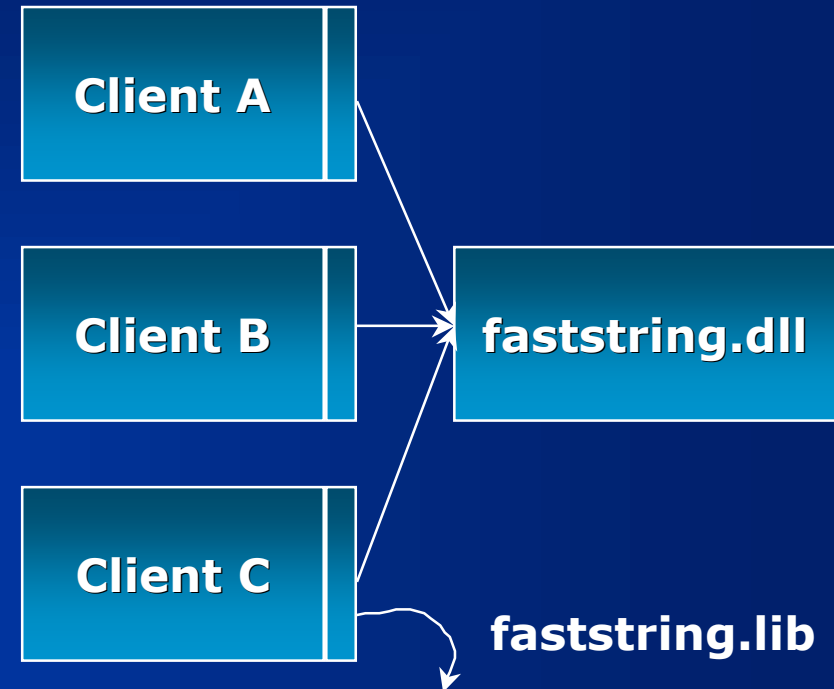 Client A
Client B
faststring.dll
Client C
faststring.lib